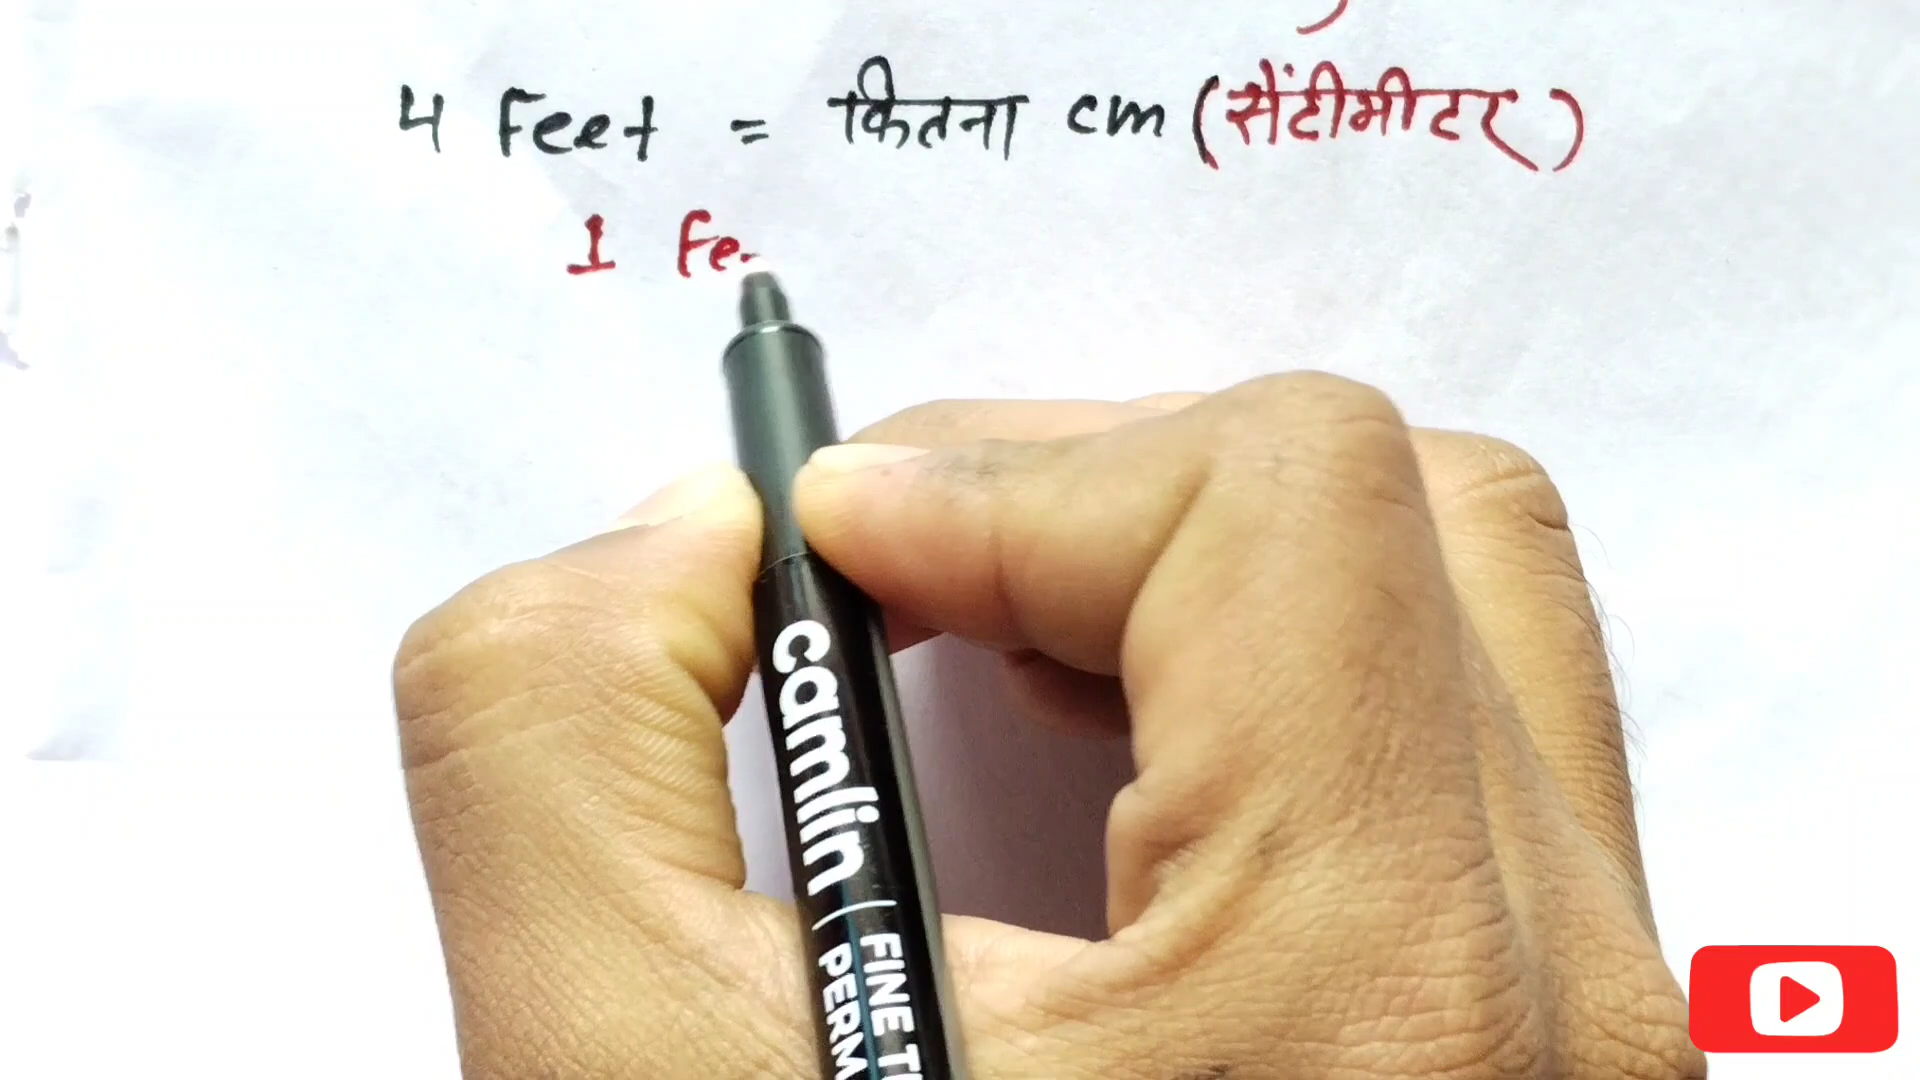 4 Feet = कितना cm (सैंटीमीटर)
1 Fe
camlin
FINE
PERM